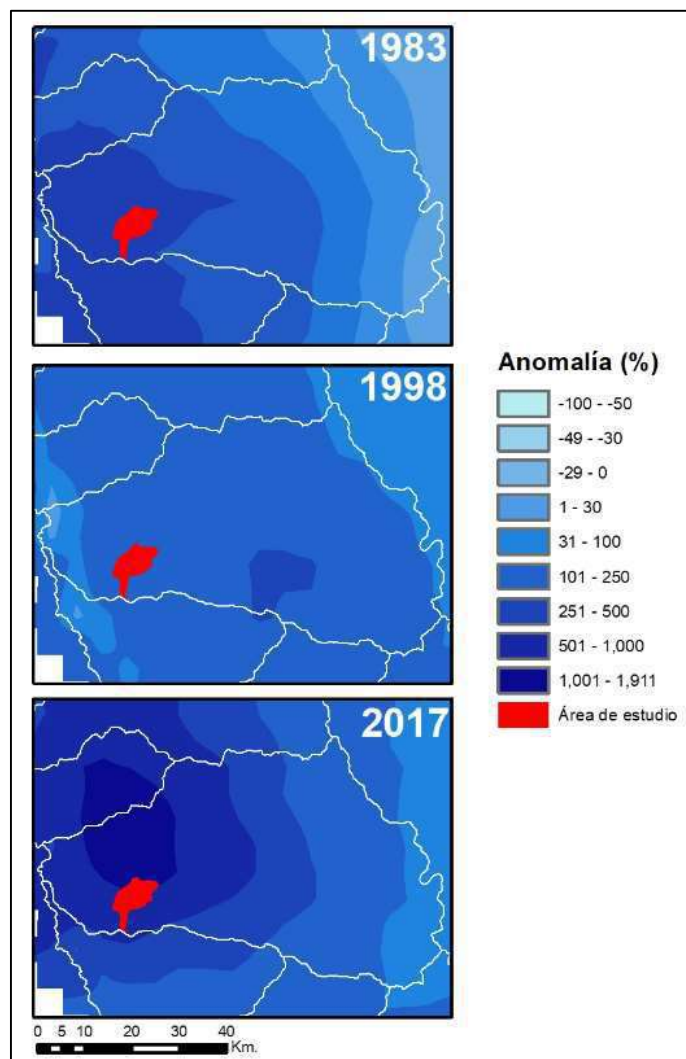 1983
1998
2017
Anomalía (%)
-100 - -50
-49 - -30
-29 - 0
1 - 30
31 - 100
101 - 250
251 - 500
501 - 1,000
1,001 - 1,911
Área de estudio
0 5 10 20 30 40
Km.